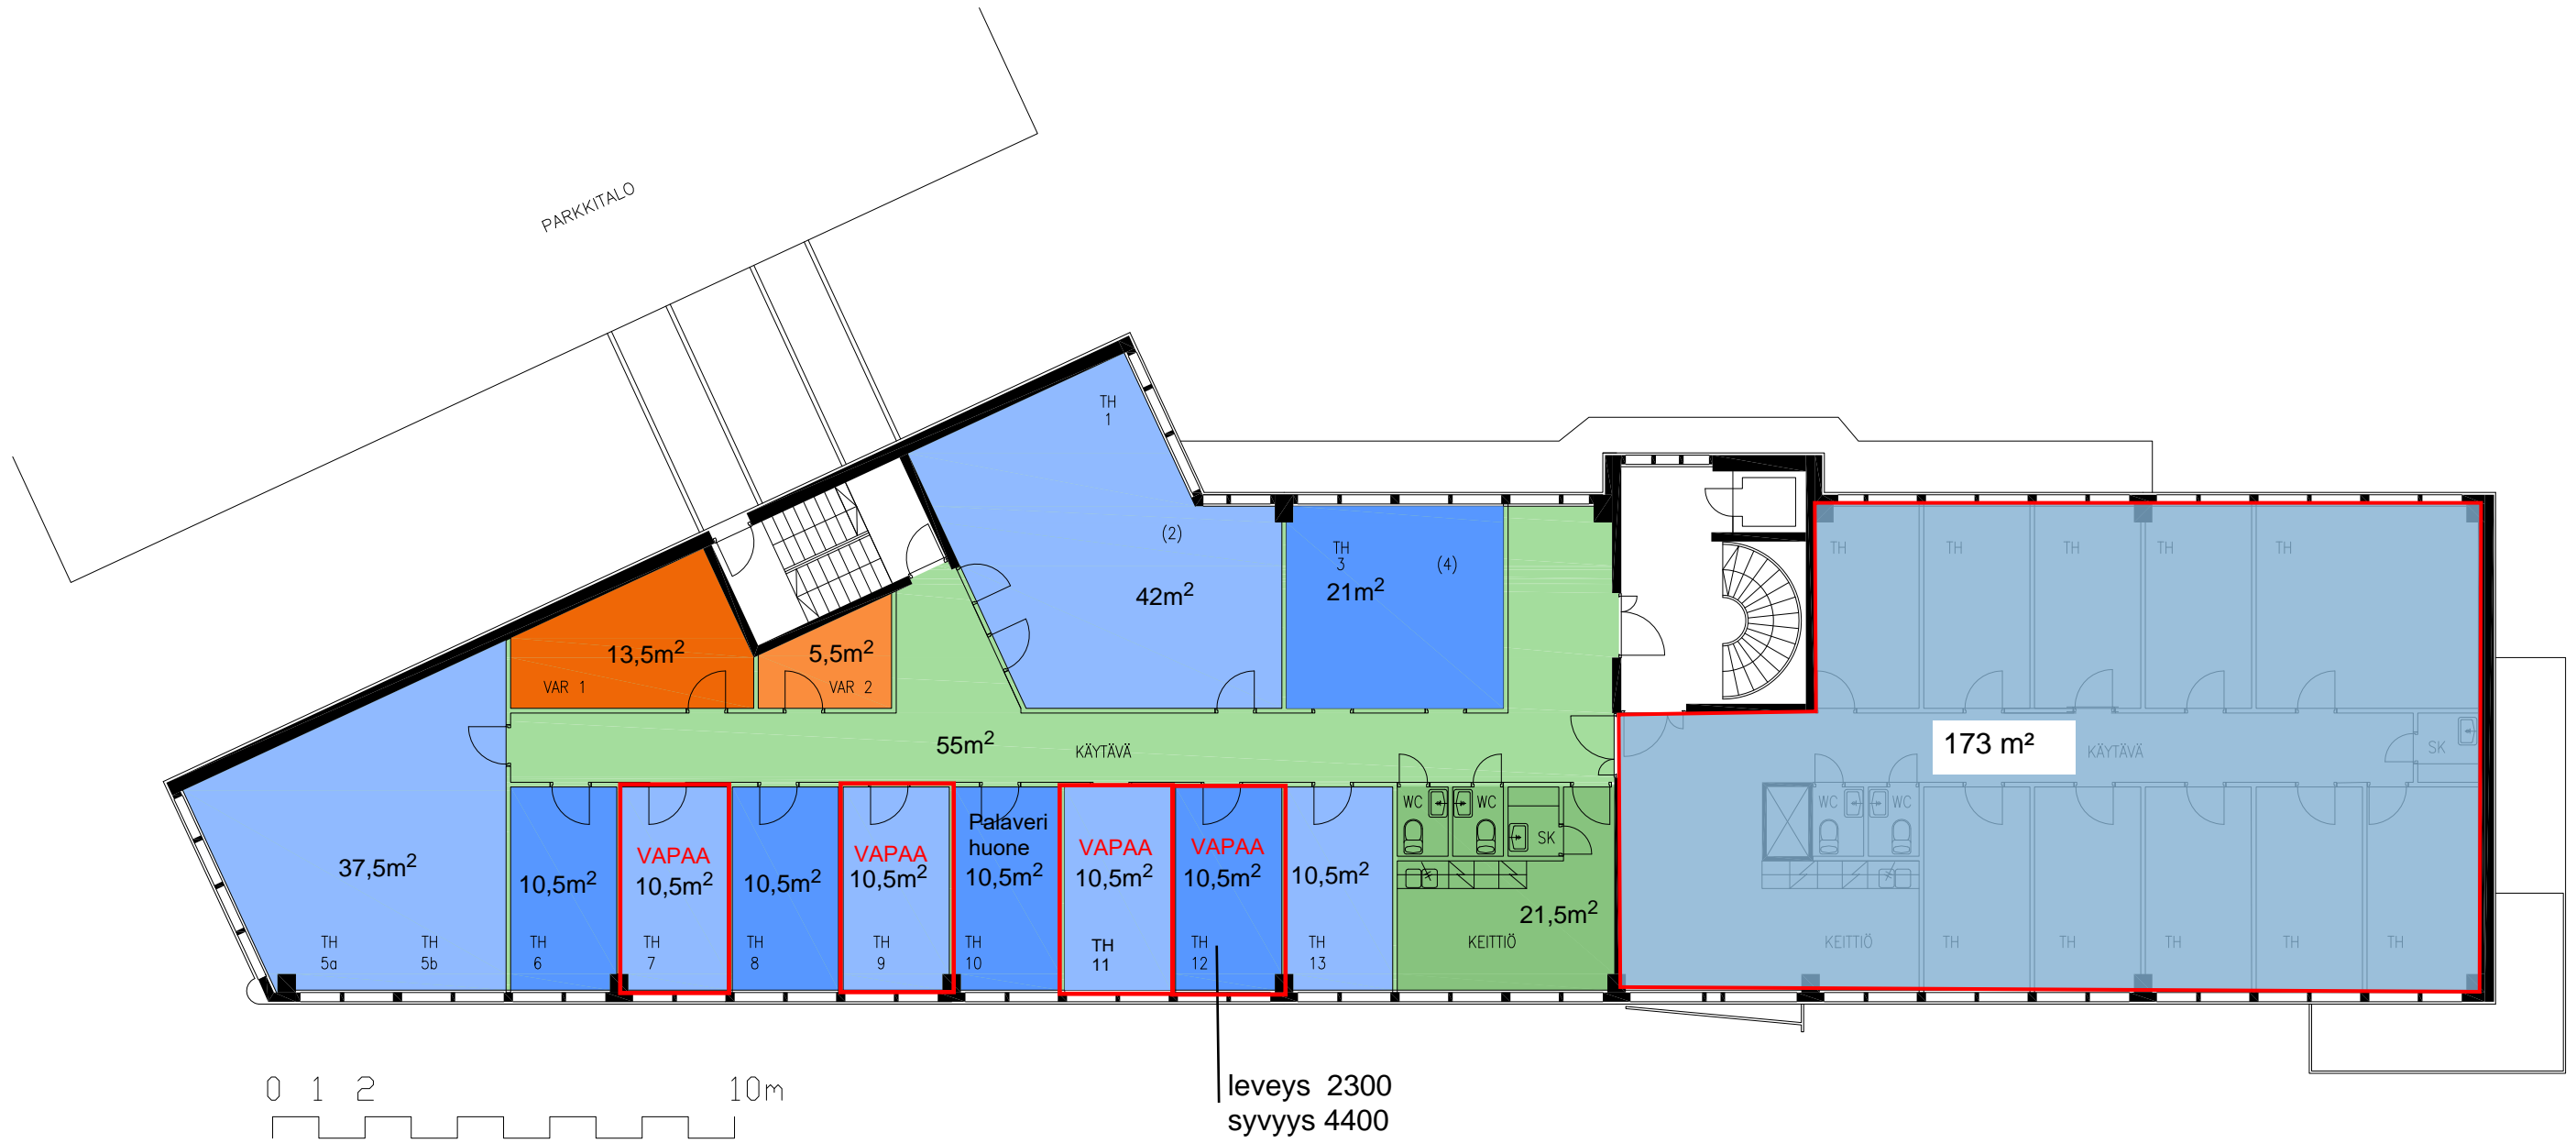 PARKKITALO
TH
1
(2)
42m²
TH
3
(4)
21m²
TH
TH
TH
TH
TH
13,5m²
VAR 1
5,5m²
VAR 2
55m²
KÄYTÄVÄ
173 m²
KÄYTÄVÄ
SK
37,5m²
TH
5a
TH
5b
10,5m²
TH
6
VAPAA
10,5m²
TH
7
10,5m²
TH
8
VAPAA
10,5m²
TH
9
Palaveri
huone
10,5m²
TH
10
VAPAA
10,5m²
TH
11
VAPAA
10,5m²
TH
12
10,5m²
TH
13
WC
WC
SK
21,5m²
KEITTIÖ
WC
WC
KEITTIÖ
TH
TH
TH
TH
TH
0 1 2 10m
leveys 2300
syvyys 4400